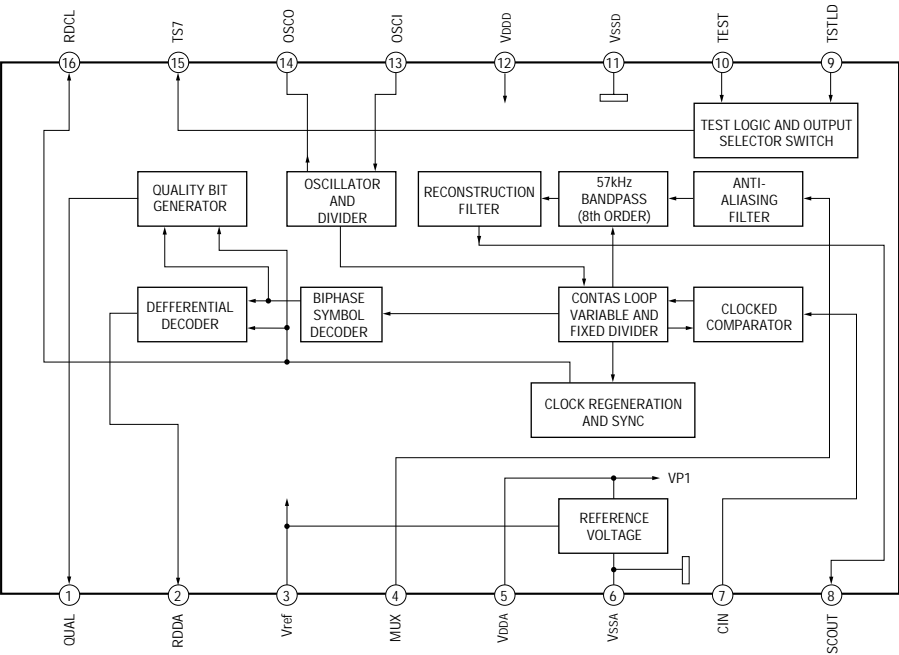 RDCL
TS7
OSCO
OSCI
VDDD
VSSD
TEST
TSTLD
16
15
14
13
12
11
10
9
TEST LOGIC AND OUTPUT
SELECTOR SWITCH
QUALITY BIT
GENERATOR
OSCILLATOR
AND
DIVIDER
RECONSTRUCTION
FILTER
57kHz
BANDPASS
(8th ORDER)
ANTI-
ALIASING
FILTER
DEFFERENTIAL
DECODER
BIPHASE
SYMBOL
DECODER
CONTAS LOOP
VARIABLE AND
FIXED DIVIDER
CLOCKED
COMPARATOR
CLOCK REGENERATION
AND SYNC
VP1
REFERENCE
VOLTAGE
1
2
3
4
5
6
7
8
QUAL
RDDA
Vref
MUX
VDDA
VSSA
CIN
SCOUT